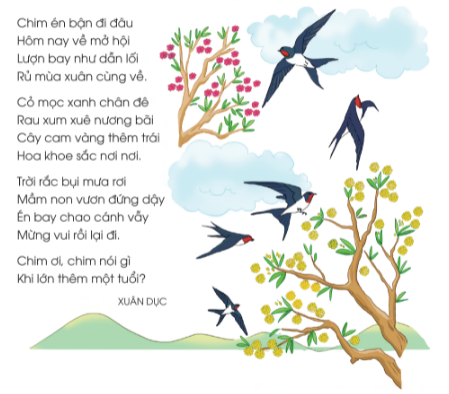 Chim én bận đi đâu
Hôm nay về mở hội
Lượn bay như dẫn lối
Rủ mùa xuân cùng về.
Cỏ mọc xanh chân đê
Rau xum xuê nương bãi
Cây cam vàng thêm trái
Hoa khoe sắc nơi nơi.
Trời rắc bụi mưa rơi
Mầm non vươn đứng dậy
Én bay chao cánh vẫy
Mừng vui rồi lại đi.
Chim ơi, chim nói gì
Khi lớn thêm một tuổi?
XUÂN DỤC